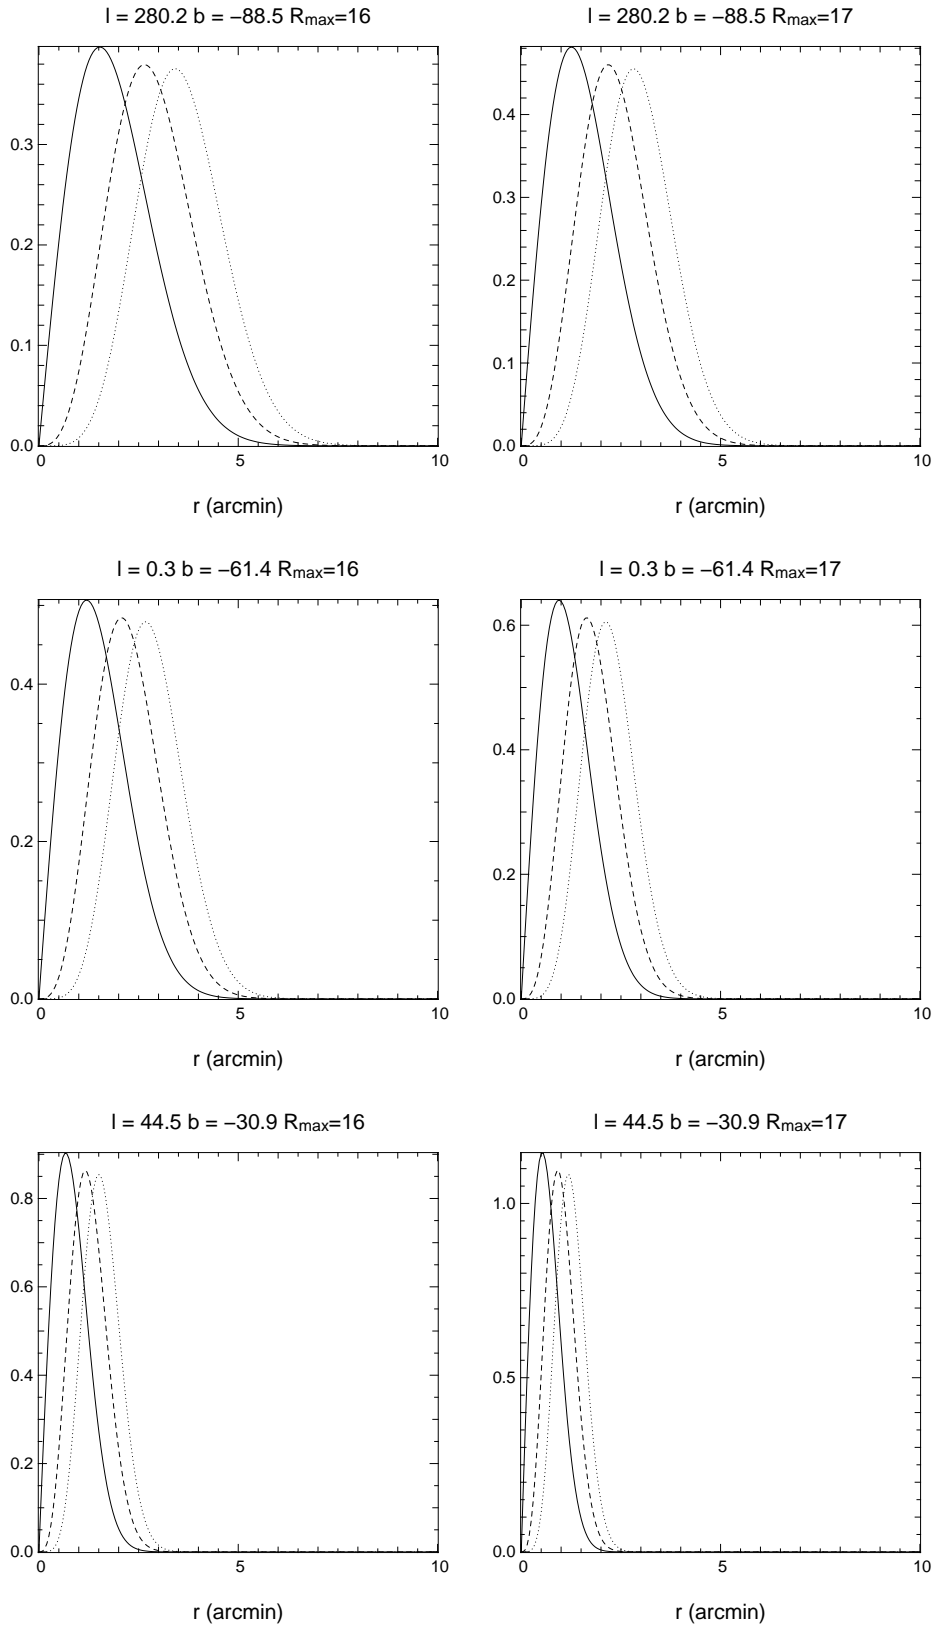 l = 280.2 b = −88.5 Rmax=16
0.3
0.2
0.1
0.0
0 5 10
r (arcmin)
l = 280.2 b = −88.5 Rmax=17
0.4
0.3
0.2
0.1
0.0
0 5 10
r (arcmin)
l = 0.3 b = −61.4 Rmax=16
0.4
0.2
0.0
0 5 10
r (arcmin)
l = 0.3 b = −61.4 Rmax=17
0.6
0.4
0.2
0.0
0 5 10
r (arcmin)
l = 44.5 b = −30.9 Rmax=16
0.8
0.6
0.4
0.2
0.0
0 5 10
r (arcmin)
l = 44.5 b = −30.9 Rmax=17
1.0
0.5
0.0
0 5 10
r (arcmin)